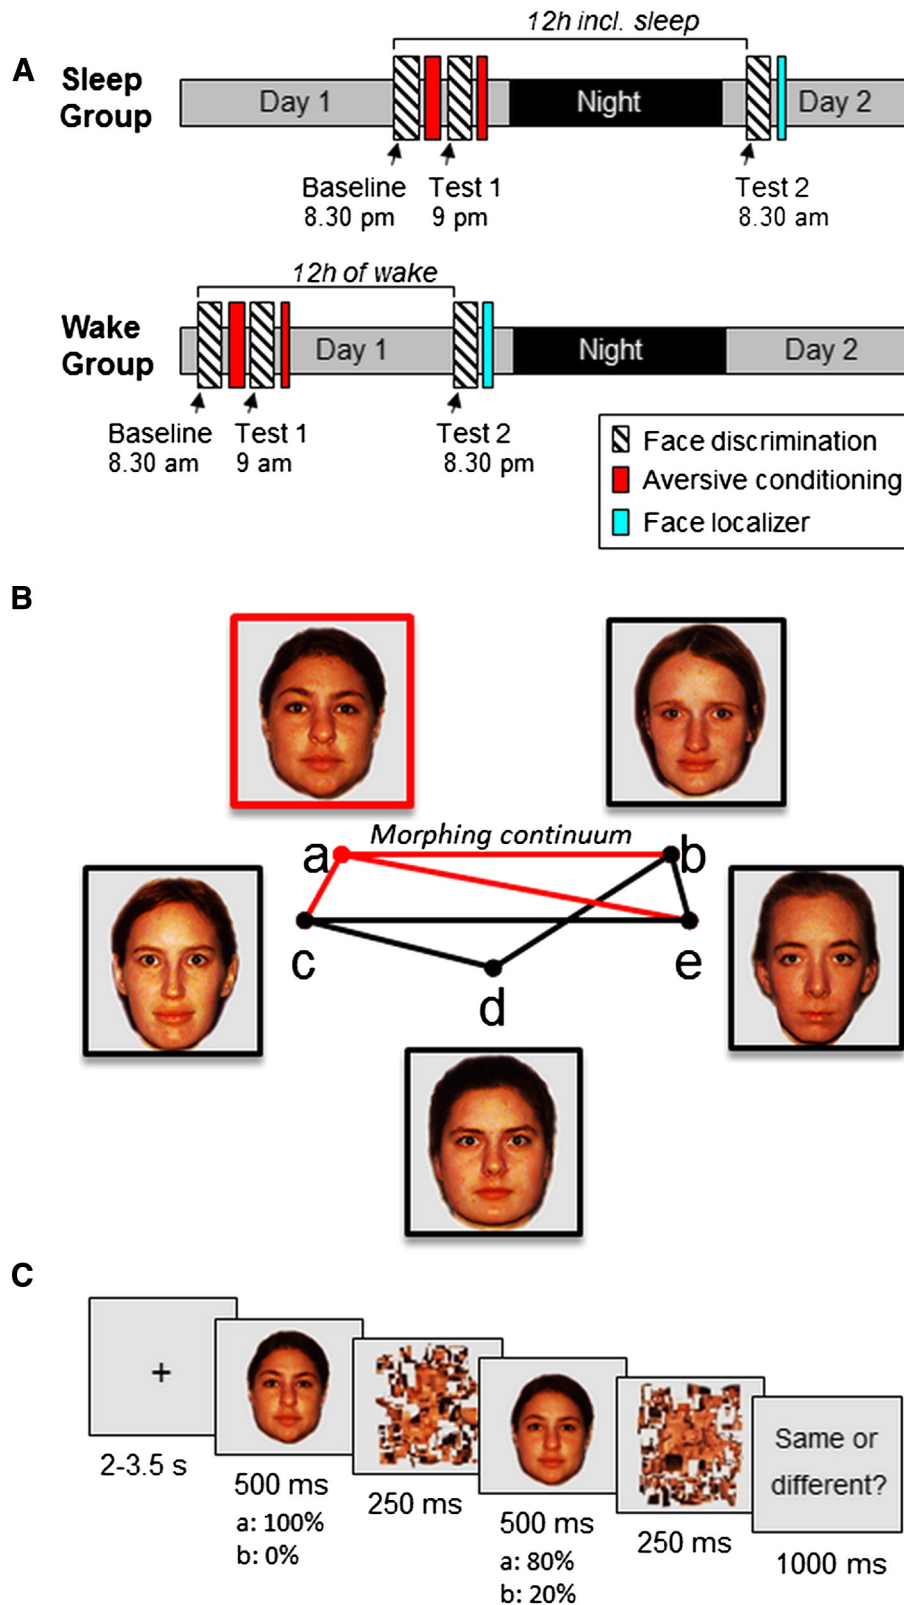 A
12h incl. sleep
Sleep
Group
Day 1
Night
Day 2
Baseline
8.30 pm
Test 1
9 pm
Test 2
8.30 am
12h of wake
Wake
Group
Day 1
Night
Day 2
Baseline
8.30 am
Test 1
9 am
Test 2
8.30 pm
Face discrimination
Aversive conditioning
Face localizer
B
Morphing continuum
a
b
c
e
d
C
+
2-3.5 s
500 ms
a: 100%
b: 0%
250 ms
500 ms
a: 80%
b: 20%
250 ms
Same or
different?
1000 ms